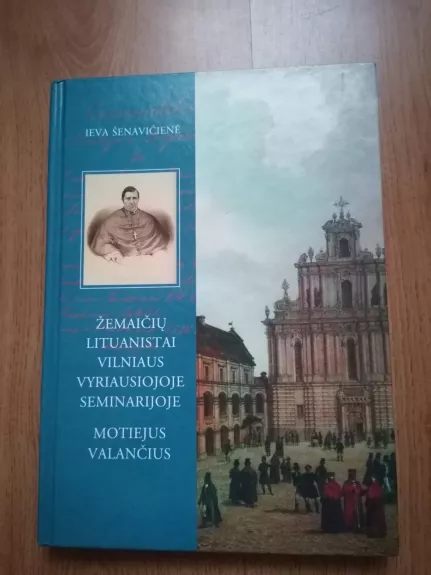 IEVA ŠENAVIČIENĖ
ŽEMAIČIŲ
LITUANISTAI
VILNIAUS
VYRIAUSIOJOJE
SEMINARIJOJE
MOTIEJUS
VALANČIUS